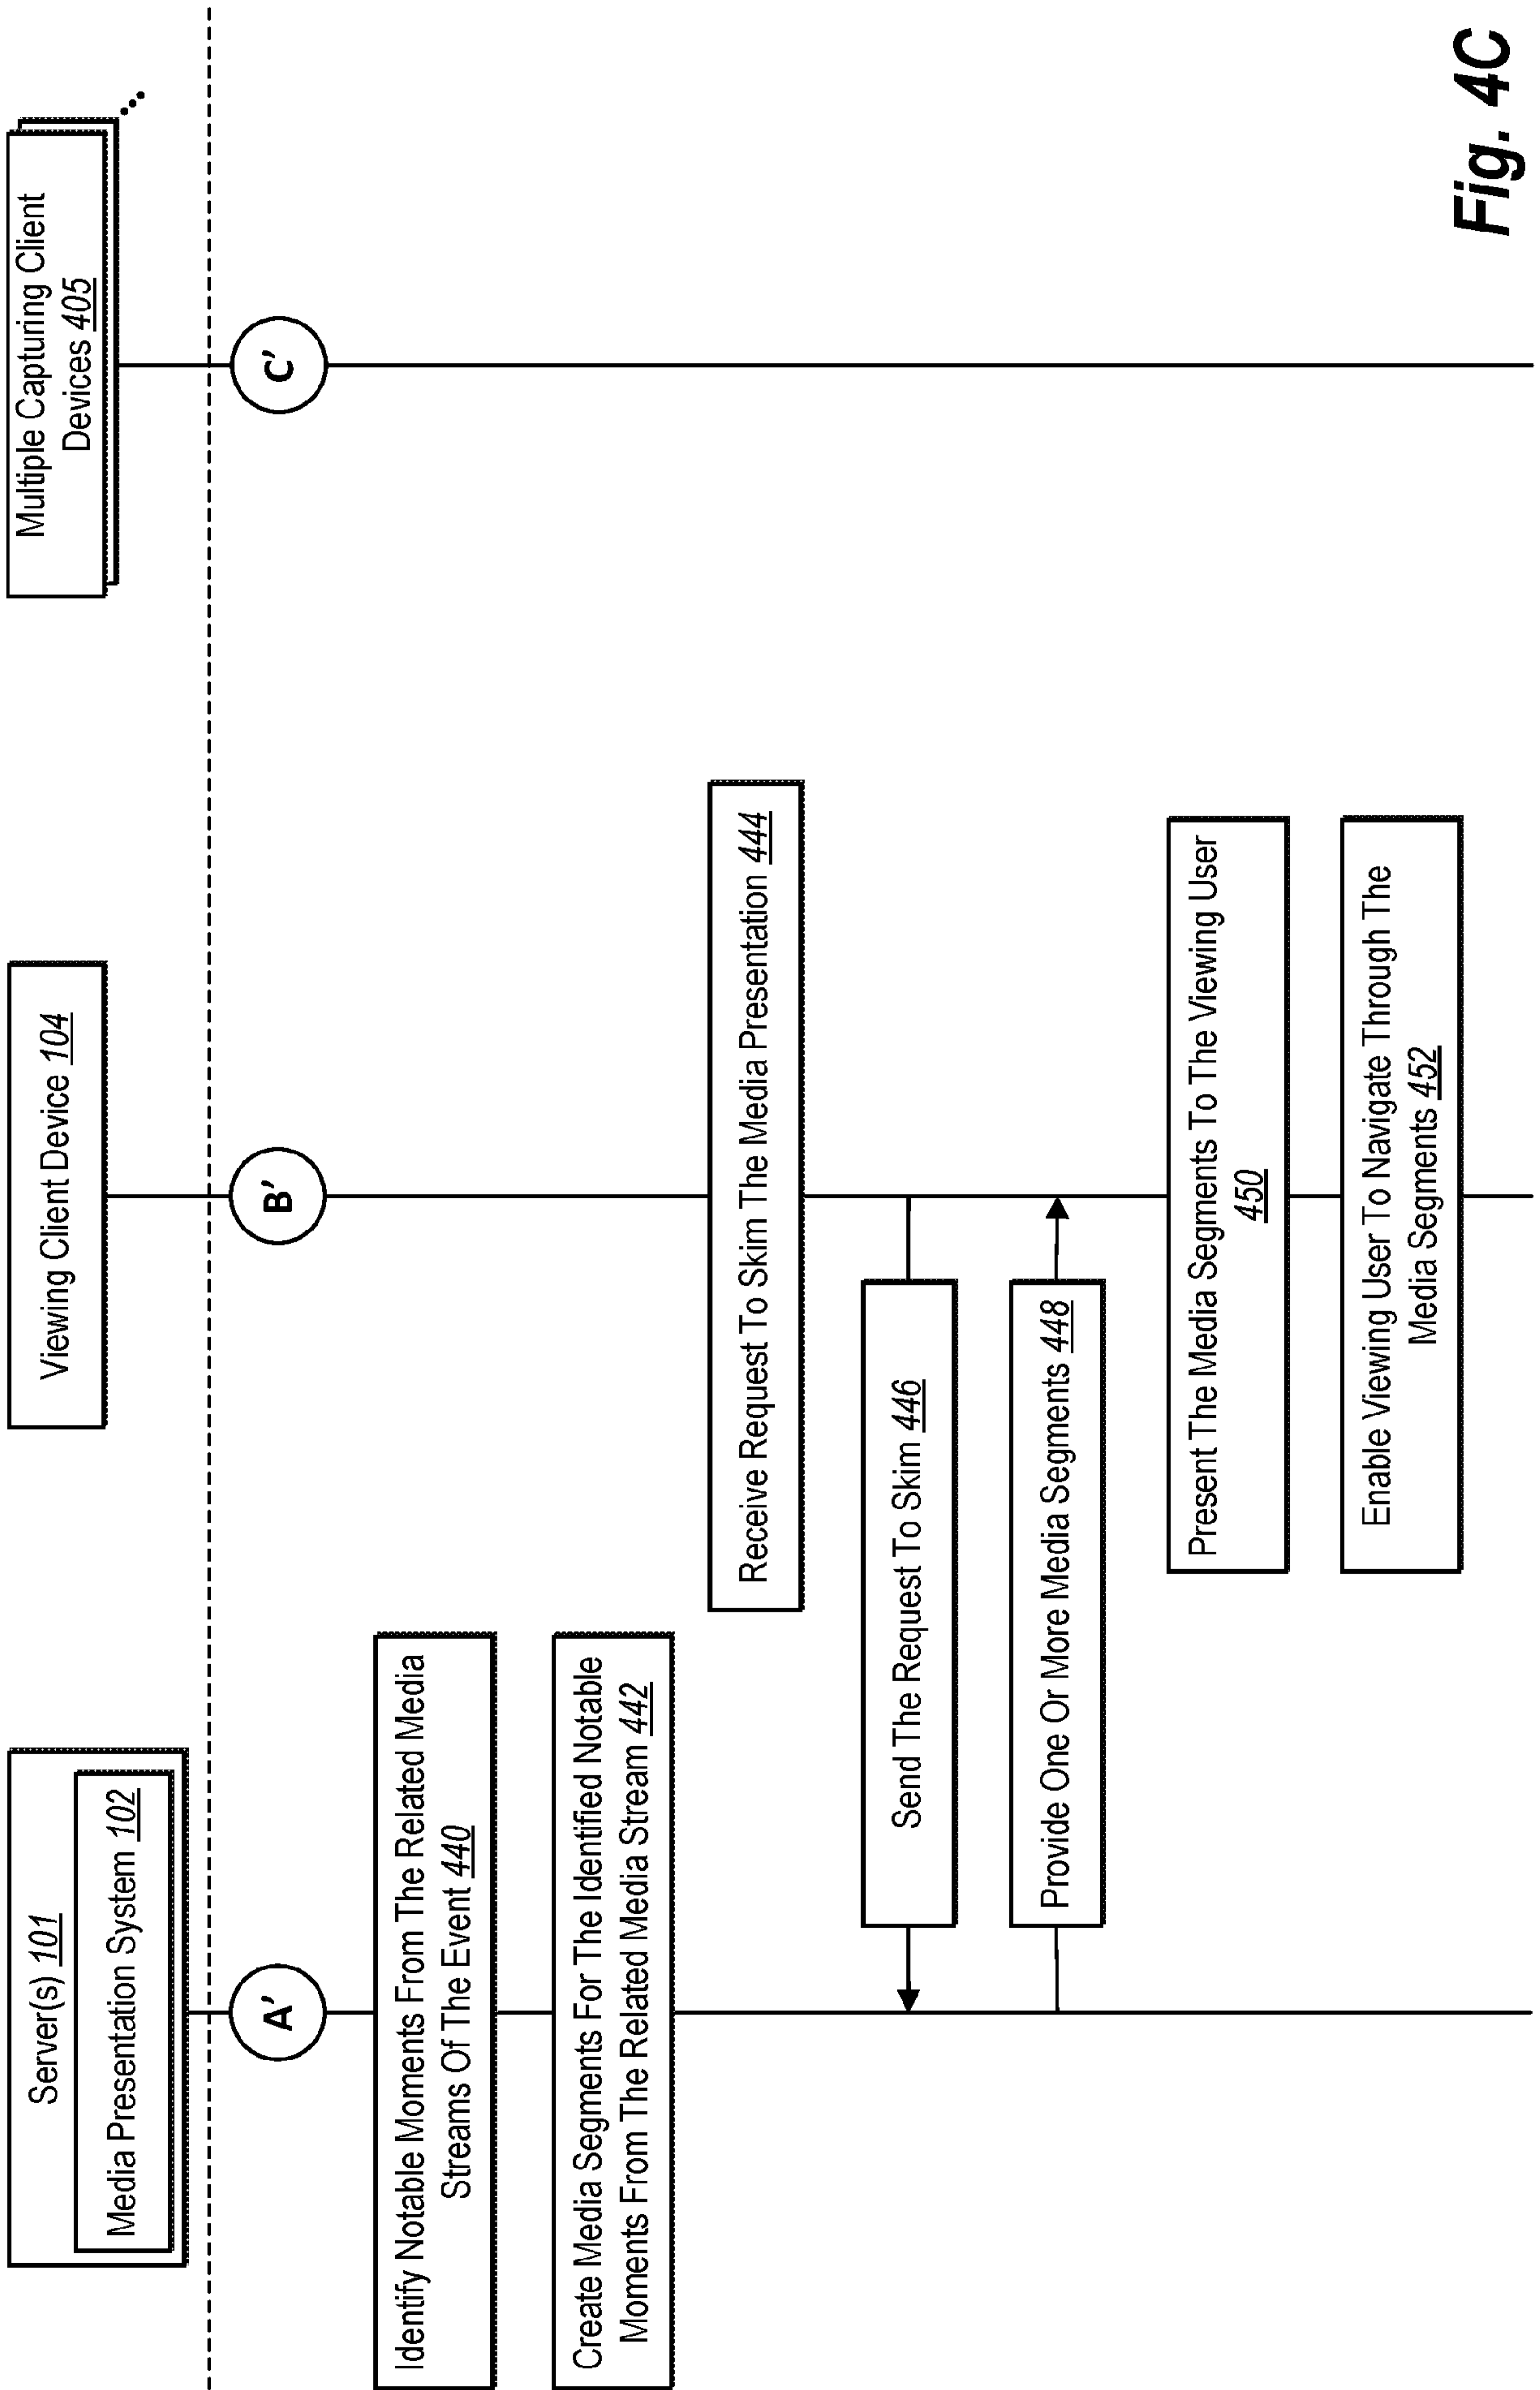 Server(s) 101
Media Presentation System 102
Viewing Client Device 104
Multiple Capturing Client
Devices 405
A'
B'
C'
Identify Notable Moments From The Related Media
Streams Of The Event 440
Create Media Segments For The Identified Notable
Moments From The Related Media Stream 442
Receive Request To Skim The Media Presentation 444
Send The Request To Skim 446
Provide One Or More Media Segments 448
Present The Media Segments To The Viewing User
450
Enable Viewing User To Navigate Through The
Media Segments 452
Fig. 4C